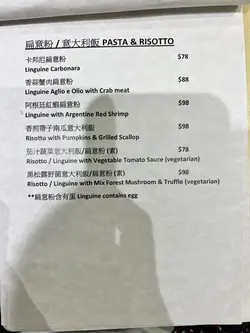 扁意粉 / 意大利飯 PASTA & RISOTTO
卡邦尼扁意粉 $78
Linguine Carbonara
香蒜蟹肉扁意粉 $88
Linguine Aglio e Olio with Crab meat
阿根廷紅蝦扁意粉 $98
Linguine with Argentine Red Shrimp
香煎帶子南瓜意大利飯 $98
Risotto with Pumpkins & Grilled Scallop
茄汁蔬菜意大利飯/扁意粉 (素) $78
Risotto / Linguine with Vegetable Tomato Sauce (vegetarian)
黑松露野菌意大利飯/扁意粉 (素) $98
Risotto / Linguine with Mix Forest Mushroom & Truffle (vegetarian)
**扁意粉含有蛋 Linguine contains egg